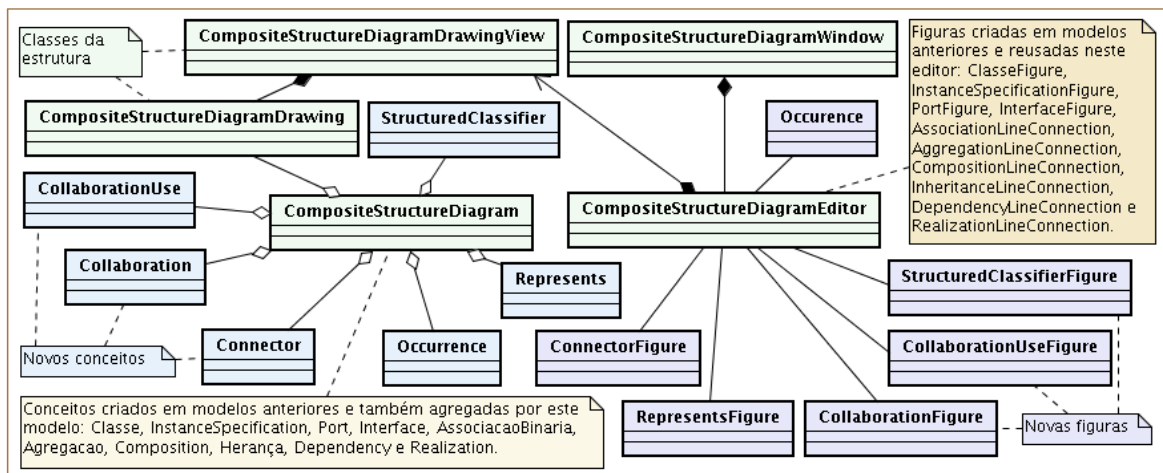 Classes da
estrutura
CompositeStructureDiagramDrawingView
CompositeStructureDiagramWindow
Figuras criadas em modelos
anteriores e reusadas neste
editor: ClasseFigure,
InstanceSpecificationFigure,
PortFigure, InterfaceFigure,
AssociationLineConnection,
AggregationLineConnection,
CompositionLineConnection,
InheritanceLineConnection,
DependencyLineConnection e
RealizationLineConnection.
CompositeStructureDiagramDrawing
StructuredClassifier
Occurence
CollaborationUse
CompositeStructureDiagram
CompositeStructureDiagramEditor
Collaboration
Represents
StructuredClassifierFigure
Novos conceitos
Connector
Occurrence
ConnectorFigure
CollaborationUseFigure
Conceitos criados em modelos anteriores e também agregadas por este
modelo: Classe, InstanceSpecification, Port, Interface, AssociacaoBinaria,
Agregacao, Composition, Herança, Dependency e Realization.
RepresentsFigure
CollaborationFigure
Novas figuras